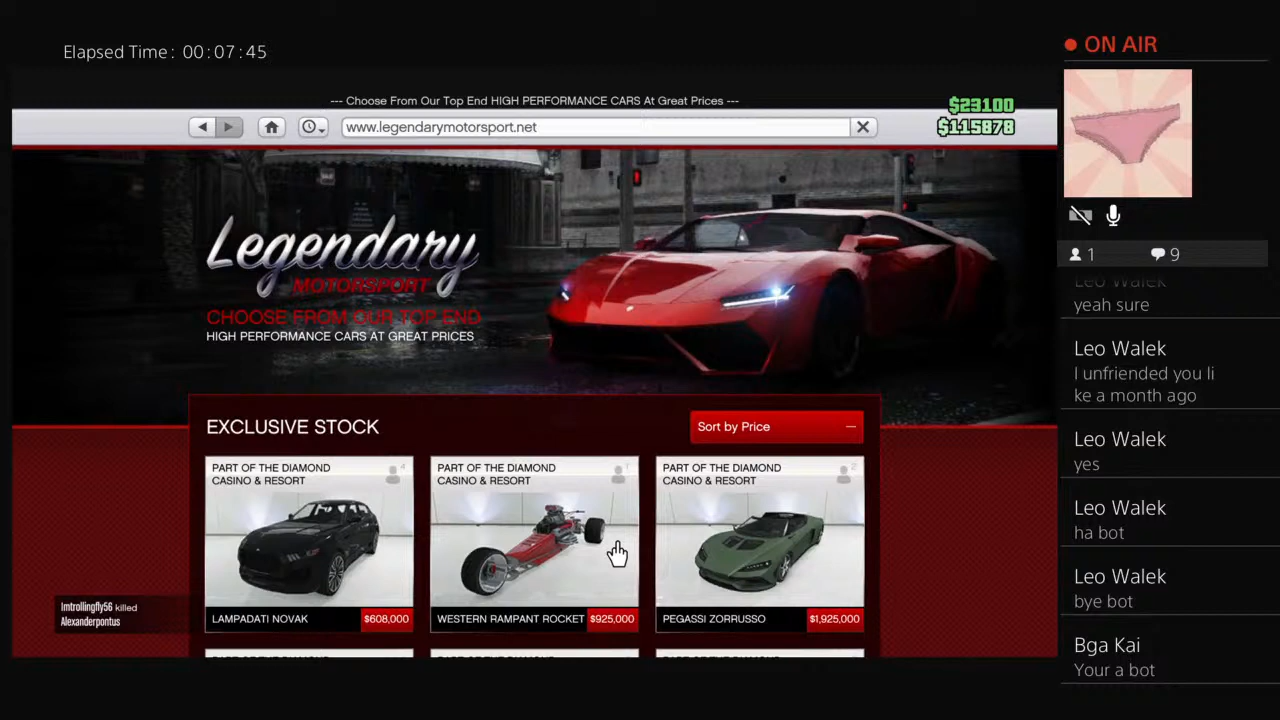 Elapsed Time: 00:07:45
ON AIR
--- Choose From Our Top End HIGH PERFORMANCE CARS At Great Prices ---
$23100
www.legendarymotorsport.net
$115878
Legendary
MOTORSPORT
CHOOSE FROM OUR TOP END
HIGH PERFORMANCE CARS AT GREAT PRICES
EXCLUSIVE STOCK
Sort by Price
PART OF THE DIAMOND
CASINO & RESORT
4
LAMPADATI NOVAK
$608,000
PART OF THE DIAMOND
CASINO & RESORT
1
WESTERN RAMPANT ROCKET
$925,000
PART OF THE DIAMOND
CASINO & RESORT
2
PEGASSI ZORRUSSO
$1,925,000
Imtrollingfly56 killed
Alexanderpontus
1
9
Leo Walek
yeah sure
Leo Walek
I unfriended you li
ke a month ago
Leo Walek
yes
Leo Walek
ha bot
Leo Walek
bye bot
Bga Kai
Your a bot